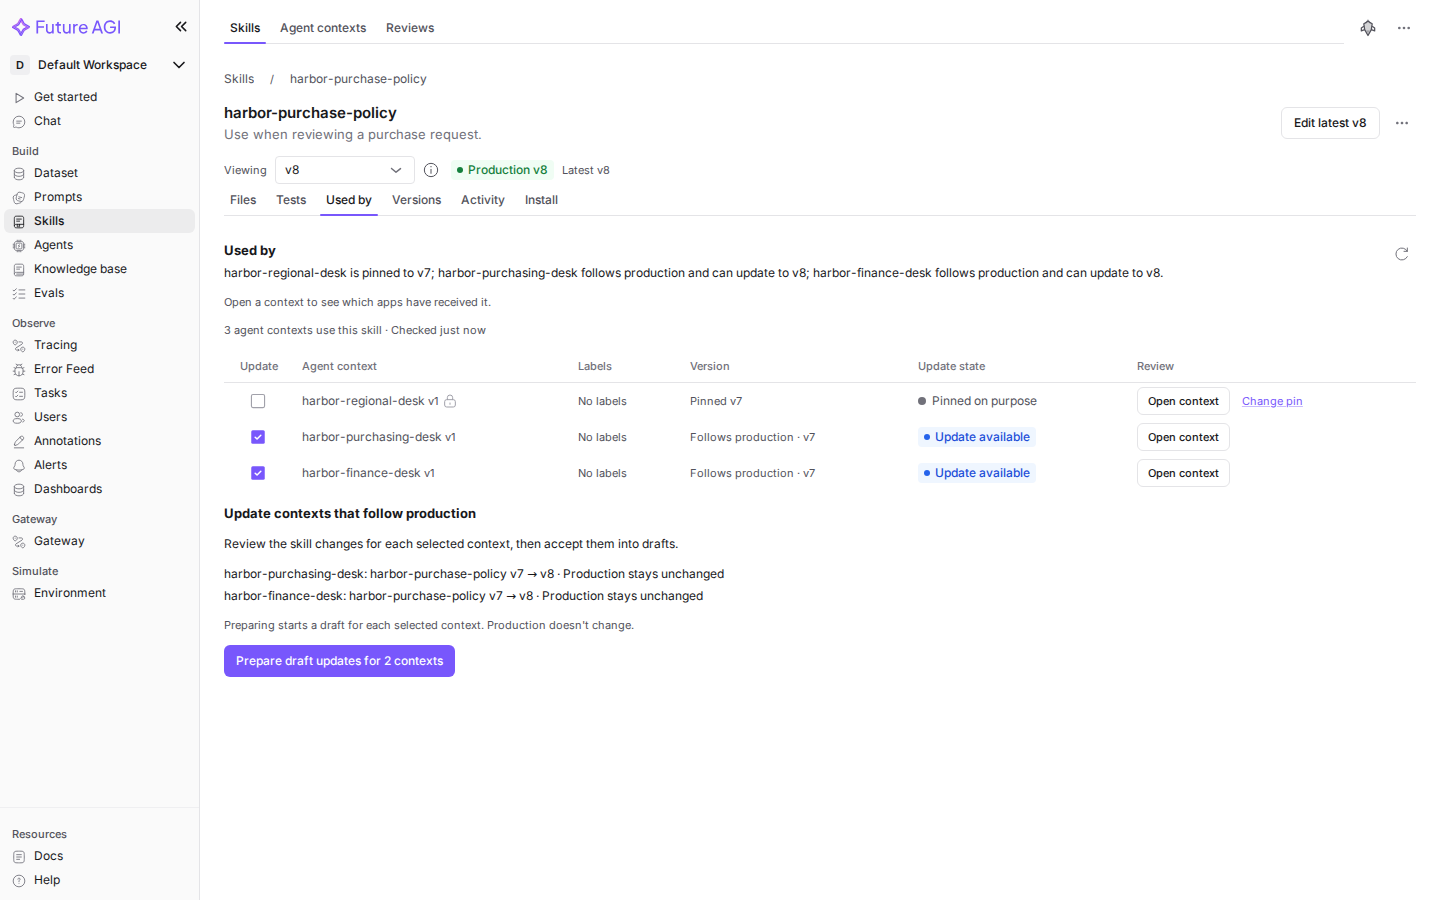 Future AGI
D Default Workspace
Get started
Chat
Build
Dataset
Prompts
Skills
Agents
Knowledge base
Evals
Observe
Tracing
Error Feed
Tasks
Users
Annotations
Alerts
Dashboards
Gateway
Gateway
Simulate
Environment
Resources
Docs
Help
Skills Agent contexts Reviews
Skills / harbor-purchase-policy
harbor-purchase-policy
Use when reviewing a purchase request.
Edit latest v8
Viewing v8 Production v8 Latest v8
Files Tests Used by Versions Activity Install
Used by
harbor-regional-desk is pinned to v7; harbor-purchasing-desk follows production and can update to v8; harbor-finance-desk follows production and can update to v8.
Open a context to see which apps have received it.
3 agent contexts use this skill · Checked just now
Update Agent context Labels Version Update state Review
harbor-regional-desk v1 No labels Pinned v7 Pinned on purpose Open context Change pin
harbor-purchasing-desk v1 No labels Follows production · v7 Update available Open context
harbor-finance-desk v1 No labels Follows production · v7 Update available Open context
Update contexts that follow production
Review the skill changes for each selected context, then accept them into drafts.
harbor-purchasing-desk: harbor-purchase-policy v7 → v8 · Production stays unchanged
harbor-finance-desk: harbor-purchase-policy v7 → v8 · Production stays unchanged
Preparing starts a draft for each selected context. Production doesn't change.
Prepare draft updates for 2 contexts